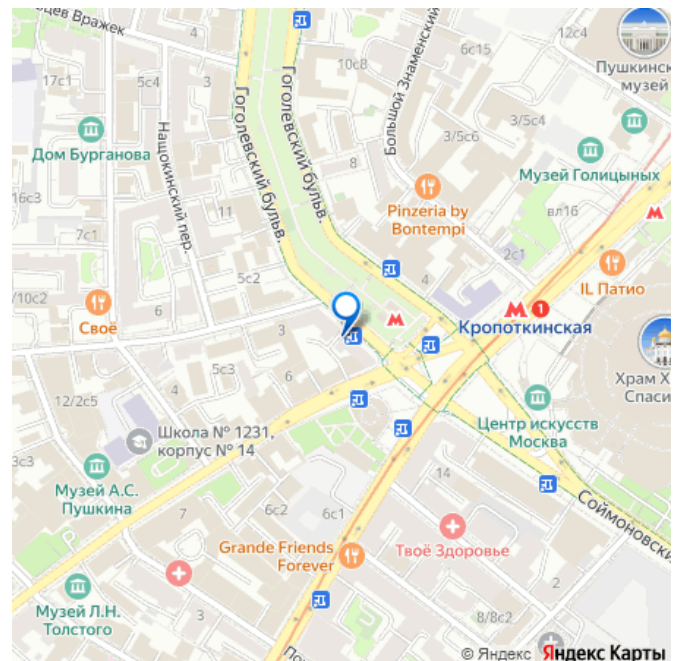 цев Вражек
12с4
Пушкинск
музей
17с1
5с4
3
10с8
6с15
Гоголевский бульв.
Гоголевский бульв.
Большой Знаменский
3/5с4
3/5с6
Дом Бурганова
Нащокинский пер.
8
Музей Голицыных
16с3
11
Pinzeria by
Bontempi
вл16
7с1
2с1
5с2
4
IL Патио
/10с2
Своё
3
1
Кропоткинская
5с3
6
Храм Х
Спаси
4
12/2с5
Центр искусств
Москва
Школа № 1231,
корпус № 14
3с3
14
Музей А.С.
Пушкина
Соймоновски
7
6с2
6с1
Grande Friends
Forever
Твоё Здоровье
3
Музей Л.Н.
Толстого
2
8/8с2
По
© Яндекс Яндекс Карты